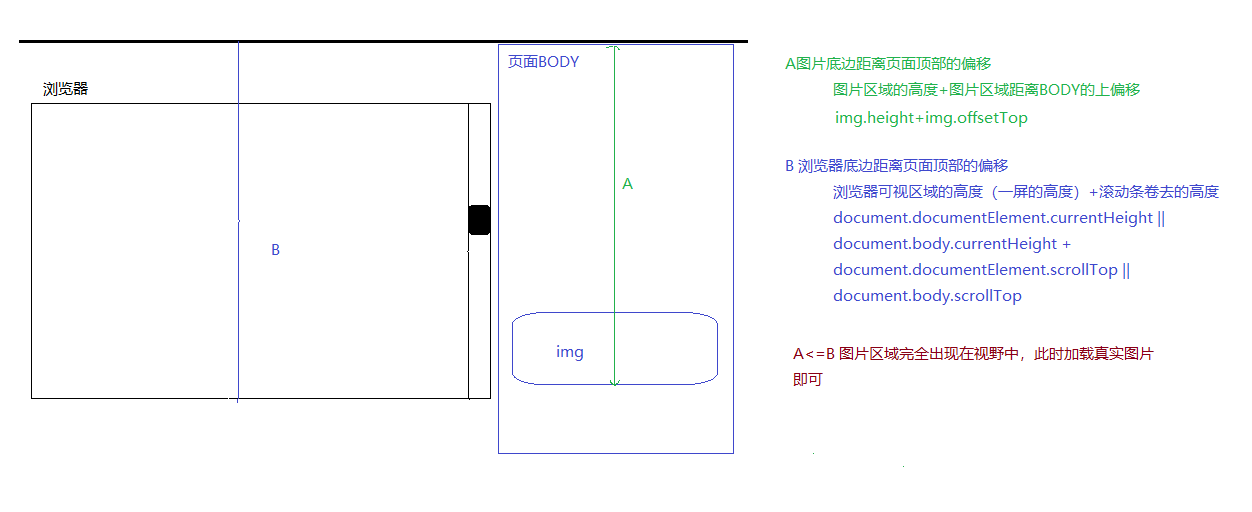 浏览器
B
页面BODY
A
img
A图片底边距离页面顶部的偏移
图片区域的高度+图片区域距离BODY的上偏移
img.height+img.offsetTop
B 浏览器底边距离页面顶部的偏移
浏览器可视区域的高度（一屏的高度）+滚动条卷去的高度
document.documentElement.currentHeight ||
document.body.currentHeight +
document.documentElement.scrollTop ||
document.body.scrollTop
A<=B 图片区域完全出现在视野中，此时加载真实图片
即可